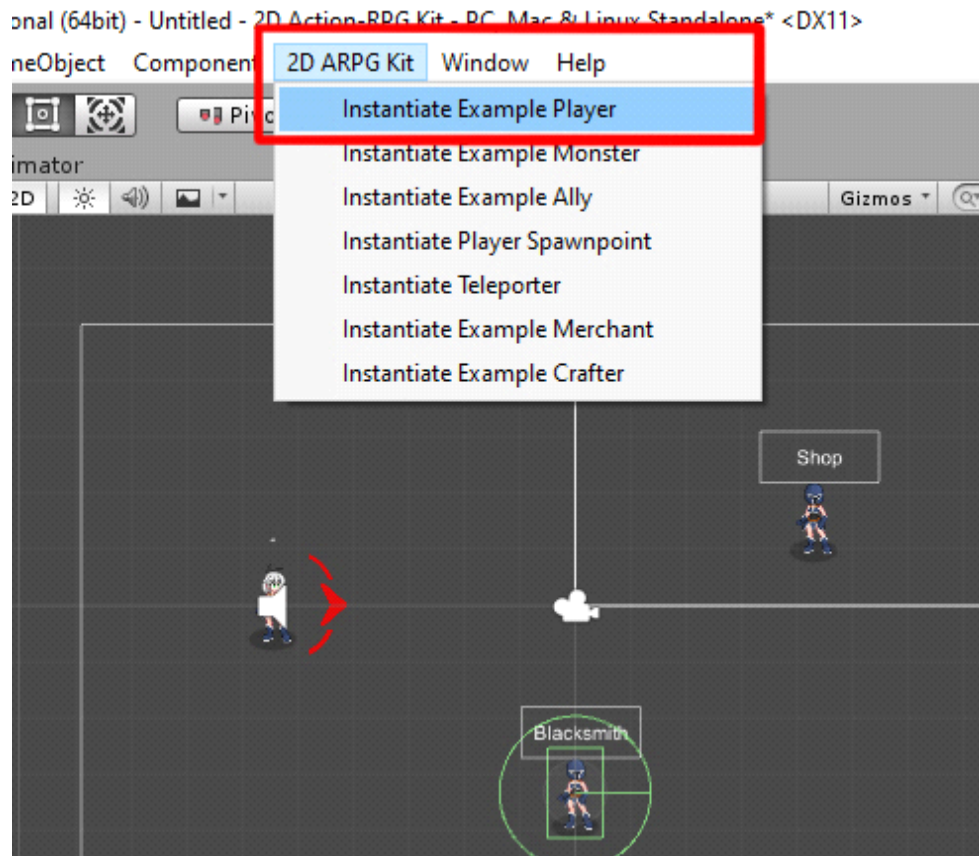 onal (64bit) - Untitled - 2D Action-RPG Kit - PC, Mac & Linux Standalone* <DX11>
neObject Component 2D ARPG Kit Window Help
Instantiate Example Player
Pivo
Instantiate Example Monster
imator
2D
Instantiate Example Ally
Gizmos
Instantiate Player Spawnpoint
Instantiate Teleporter
Instantiate Example Merchant
Instantiate Example Crafter
Shop
Blacksmith